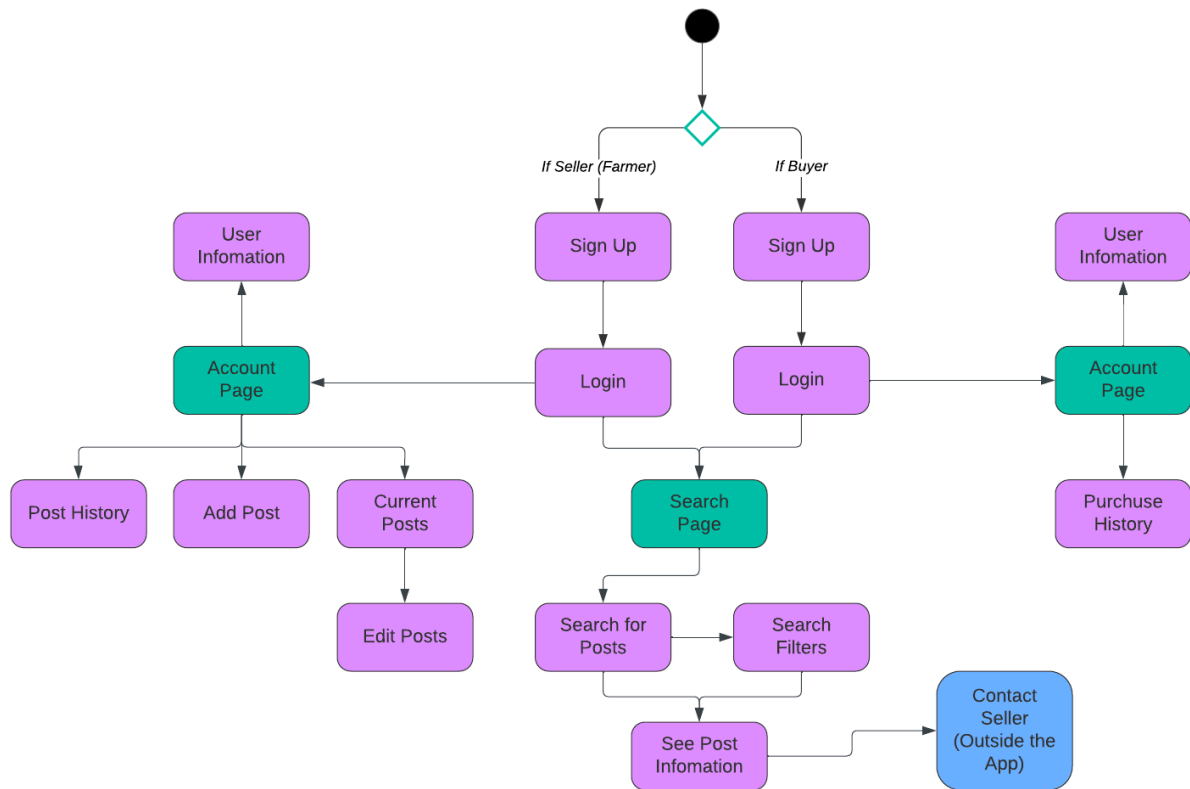 If Seller (Farmer)
If Buyer
User
Infomation
Sign Up
Sign Up
User
Infomation
Account
Page
Login
Login
Account
Page
Post History
Add Post
Current
Posts
Search
Page
Purchuse
History
Edit Posts
Search for
Posts
Search
Filters
See Post
Infomation
Contact
Seller
(Outside the
App)